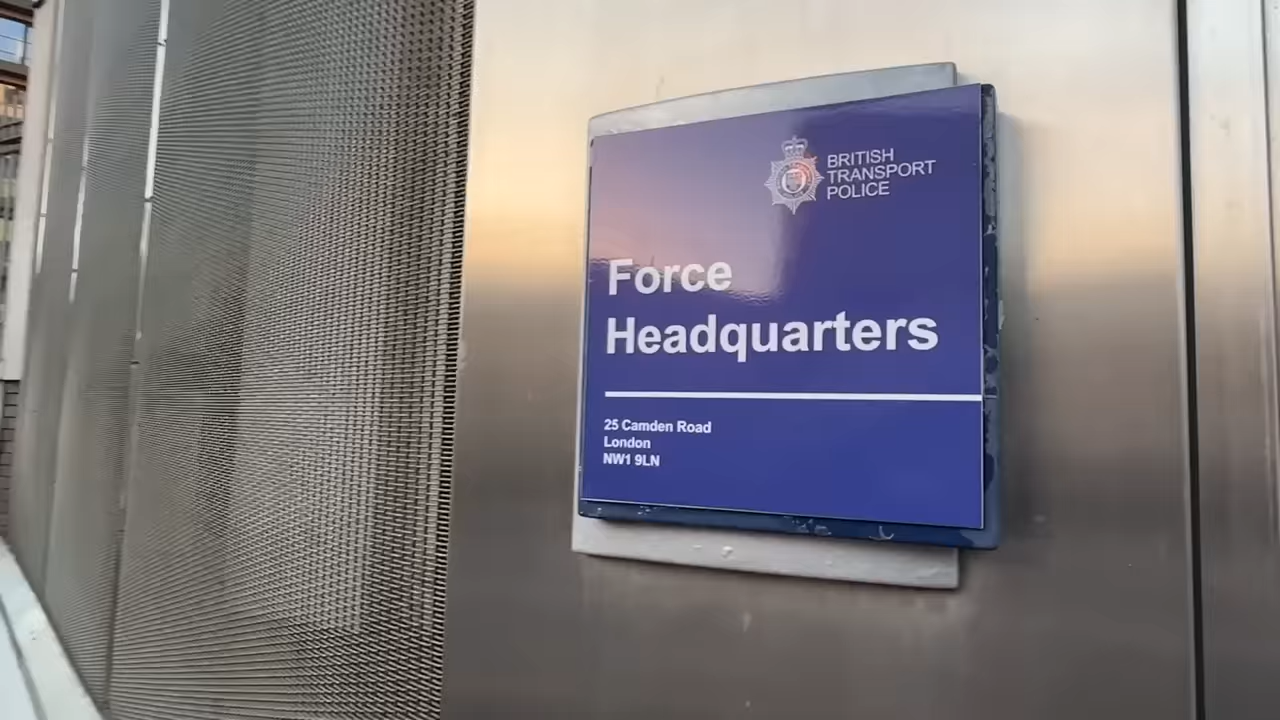 BRITISH
TRANSPORT
POLICE
Force
Headquarters
25 Camden Road
London
NW1 9LN